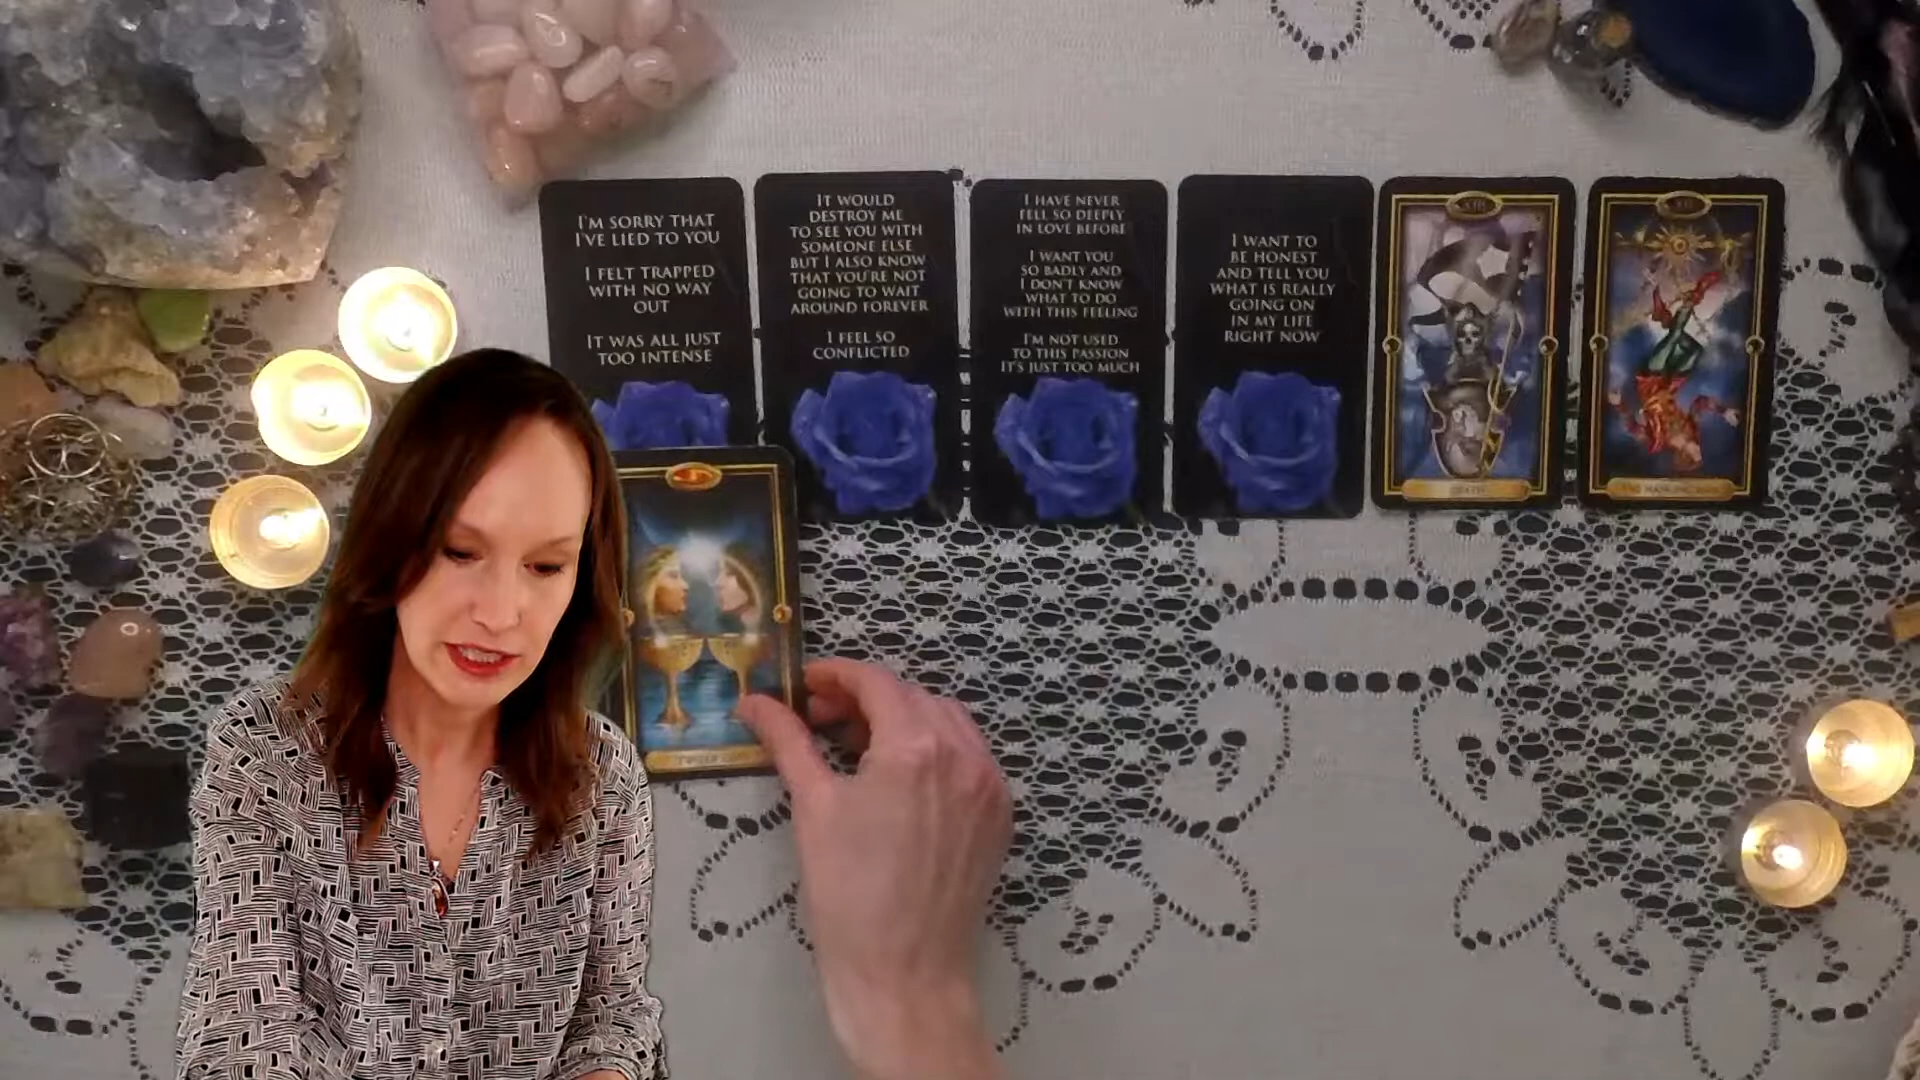 I'M SORRY THAT
I'VE LIED TO YOU
I FELT TRAPPED
WITH NO WAY
OUT
IT WAS ALL JUST
TOO INTENSE
IT WOULD
DESTROY ME
TO SEE YOU WITH
SOMEONE ELSE
BUT I ALSO KNOW
THAT YOU'RE NOT
GOING TO WAIT
AROUND FOREVER
I FEEL SO
CONFLICTED
I HAVE NEVER
FELL SO DEEPLY
IN LOVE BEFORE
I WANT YOU
SO BADLY AND
I DON'T KNOW
WHAT TO DO
WITH THIS FEELING
I'M NOT USED
TO THIS PASSION
IT'S JUST TOO MUCH
I WANT TO
BE HONEST
AND TELL YOU
WHAT IS REALLY
GOING ON
IN MY LIFE
RIGHT NOW
XIII
DEATH
XII
THE HANGED MAN